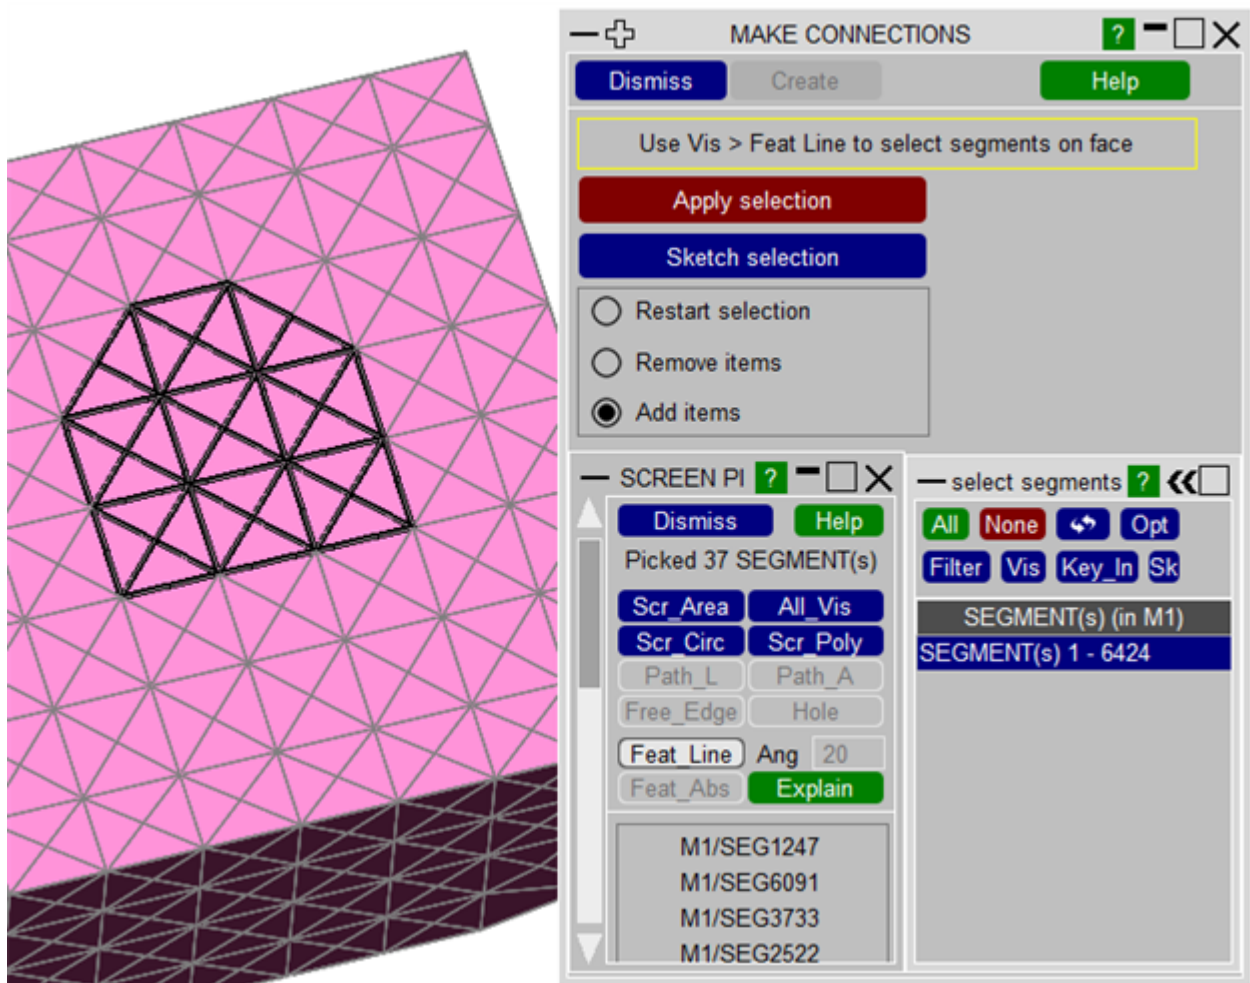 MAKE CONNECTIONS ?
Dismiss Create Help
Use Vis > Feat Line to select segments on face
Apply selection
Sketch selection
Restart selection
Remove items
Add items
SCREEN PI ?
Dismiss Help
Picked 37 SEGMENT(s)
Scr_Area All_Vis
Scr_Circ Scr_Poly
Path_L Path_A
Free_Edge Hole
Feat_Line Ang 20
Feat_Abs Explain
M1/SEG1247
M1/SEG6091
M1/SEG3733
M1/SEG2522
select segments ?
All None Opt
Filter Vis Key_In Sk
SEGMENT(s) (in M1)
SEGMENT(s) 1 - 6424